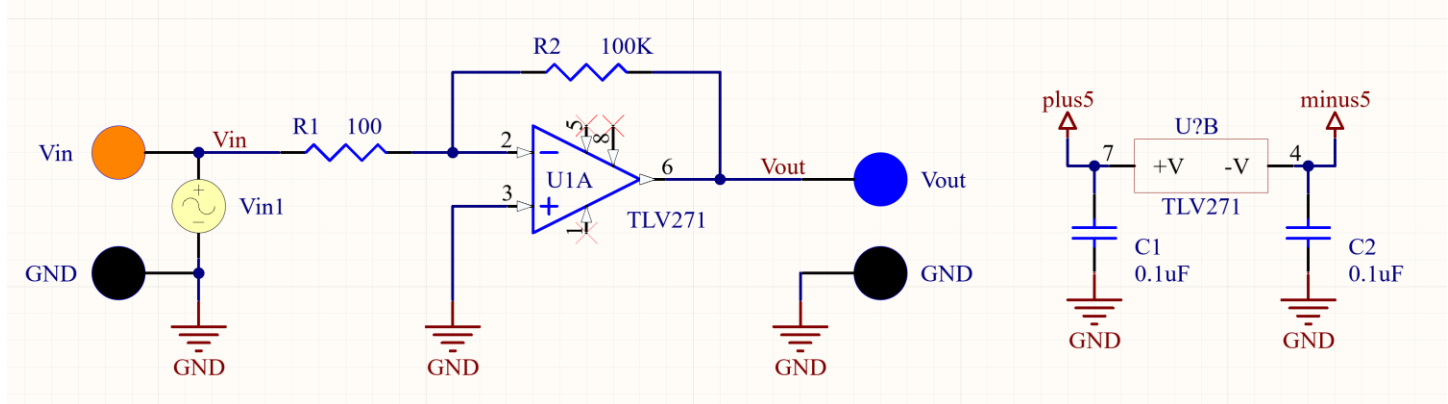 R2 100K
R1 100
Vin
Vin
Vin1
GND
GND
2
3
5
8
1
6
U1A
TLV271
GND
Vout
Vout
GND
GND
plus5
minus5
U?B
7
+V -V
4
TLV271
C1
0.1uF
C2
0.1uF
GND
GND